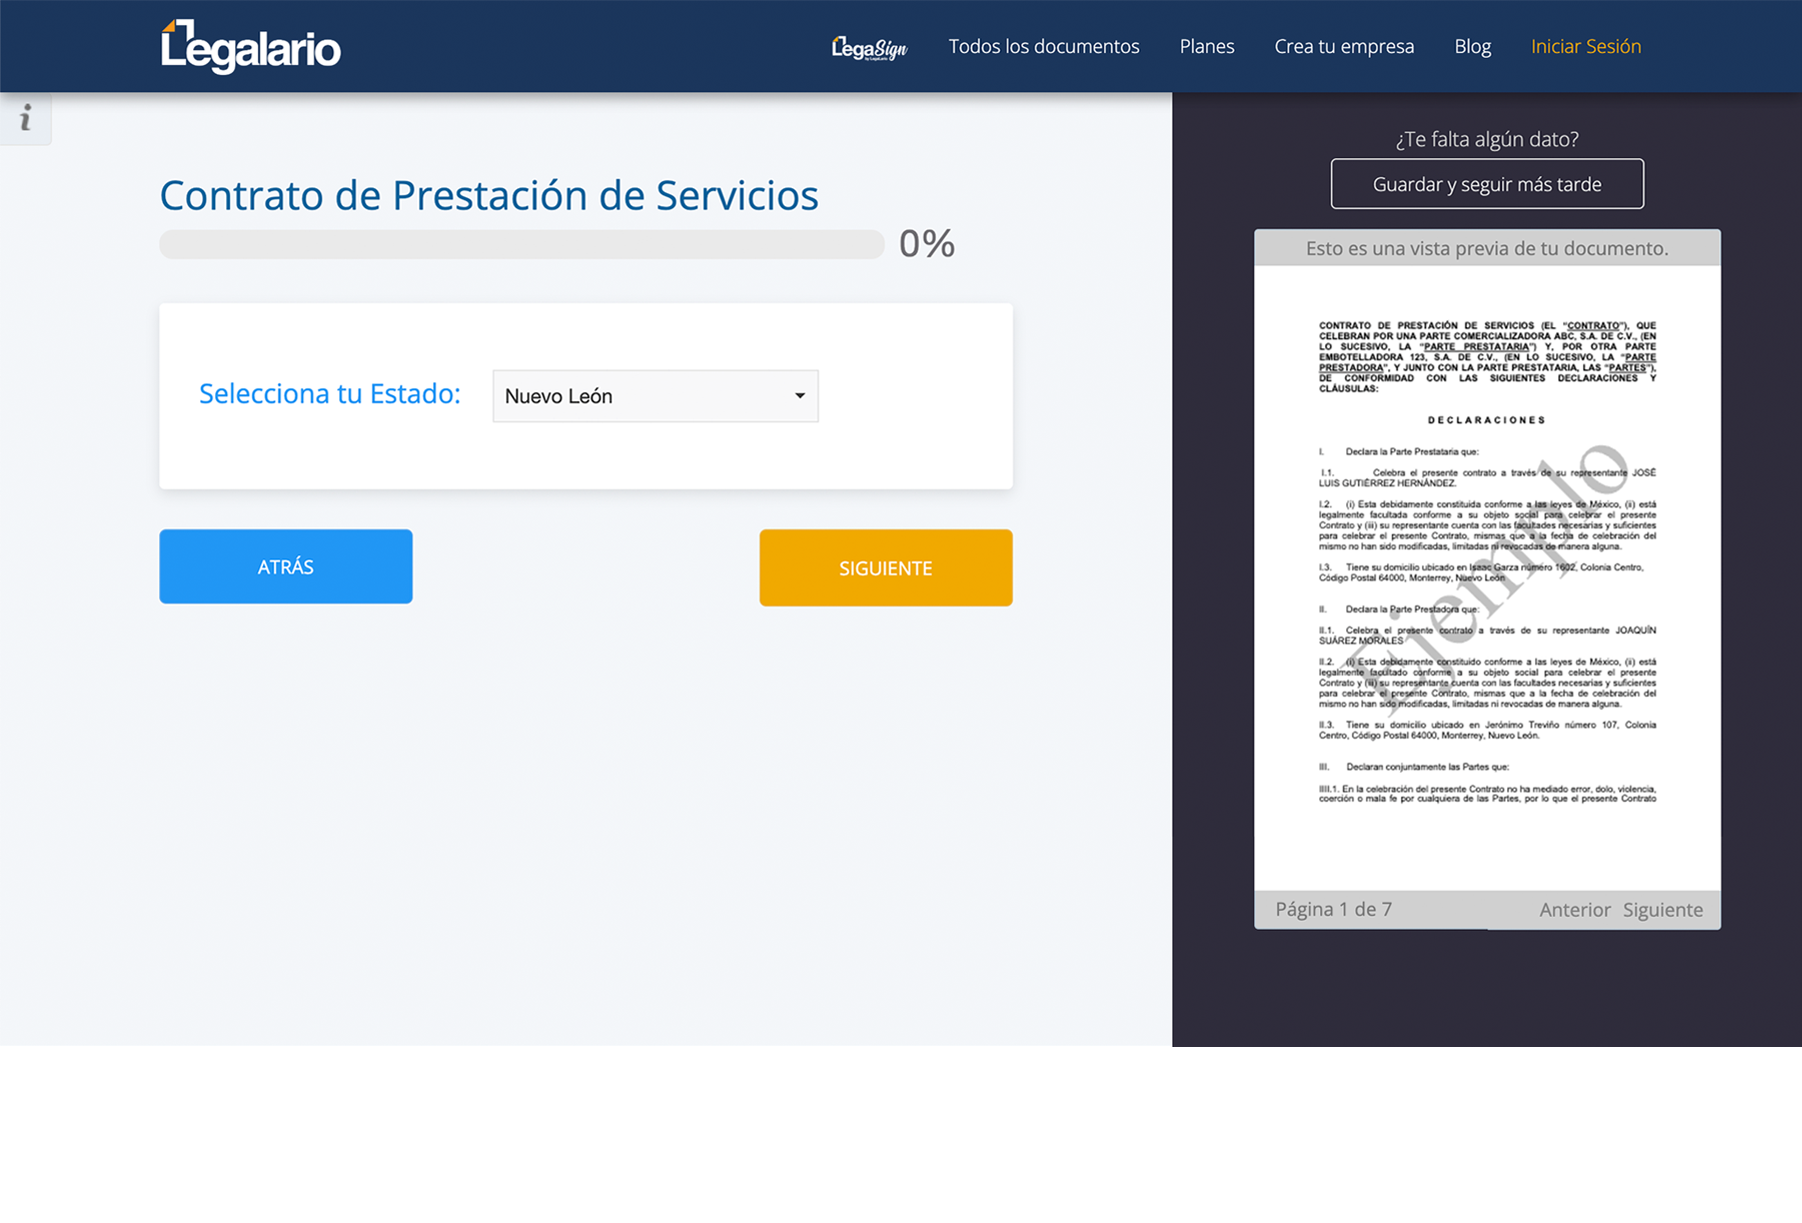 Legalario
LegaSign
by Legalario
Todos los documentos
Planes
Crea tu empresa
Blog
Iniciar Sesión
i
Contrato de Prestación de Servicios
0%
Selecciona tu Estado:
Nuevo León
ATRÁS
SIGUIENTE
¿Te falta algún dato?
Guardar y seguir más tarde
Esto es una vista previa de tu documento.
CONTRATO DE PRESTACIÓN DE SERVICIOS (EL "CONTRATO"), QUE
CELEBRAN POR UNA PARTE COMERCIALIZADORA ABC, S.A. DE C.V., (EN
LO SUCESIVO, LA "PARTE PRESTATARIA") Y, POR OTRA PARTE
EMBOTELLADORA 123, S.A. DE C.V., (EN LO SUCESIVO, LA "PARTE
PRESTADORA", Y JUNTO CON LA PARTE PRESTATARIA, LAS "PARTES"),
DE CONFORMIDAD CON LAS SIGUIENTES DECLARACIONES Y
CLÁUSULAS:
DECLARACIONES
I. Declara la Parte Prestataria que:
I.1. Celebra el presente contrato a través de su representante JOSÉ
LUIS GUTIÉRREZ HERNÁNDEZ.
I.2. (i) Esta debidamente constituida conforme a las leyes de México, (ii) está
legalmente facultada conforme a su objeto social para celebrar el presente
Contrato y (iii) su representante cuenta con las facultades necesarias y suficientes
para celebrar el presente Contrato, mismas que a la fecha de celebración del
mismo no han sido modificadas, limitadas ni revocadas de manera alguna.
I.3. Tiene su domicilio ubicado en Isaac Garza número 1602, Colonia Centro,
Código Postal 64000, Monterrey, Nuevo León
II. Declara la Parte Prestadora que:
II.1. Celebra el presente contrato a través de su representante JOAQUÍN
SUÁREZ MORALES
II.2. (i) Esta debidamente constituido conforme a las leyes de México, (ii) está
legalmente facultado conforme a su objeto social para celebrar el presente
Contrato y (iii) su representante cuenta con las facultades necesarias y suficientes
para celebrar el presente Contrato, mismas que a la fecha de celebración del
mismo no han sido modificadas, limitadas ni revocadas de manera alguna.
II.3. Tiene su domicilio ubicado en Jerónimo Treviño número 107, Colonia
Centro, Código Postal 64000, Monterrey, Nuevo León.
III. Declaran conjuntamente las Partes que:
IIII.1. En la celebración del presente Contrato no ha mediado error, dolo, violencia,
coerción o mala fe por cualquiera de las Partes, por lo que el presente Contrato
Ejemplo
Página 1 de 7
Anterior Siguiente